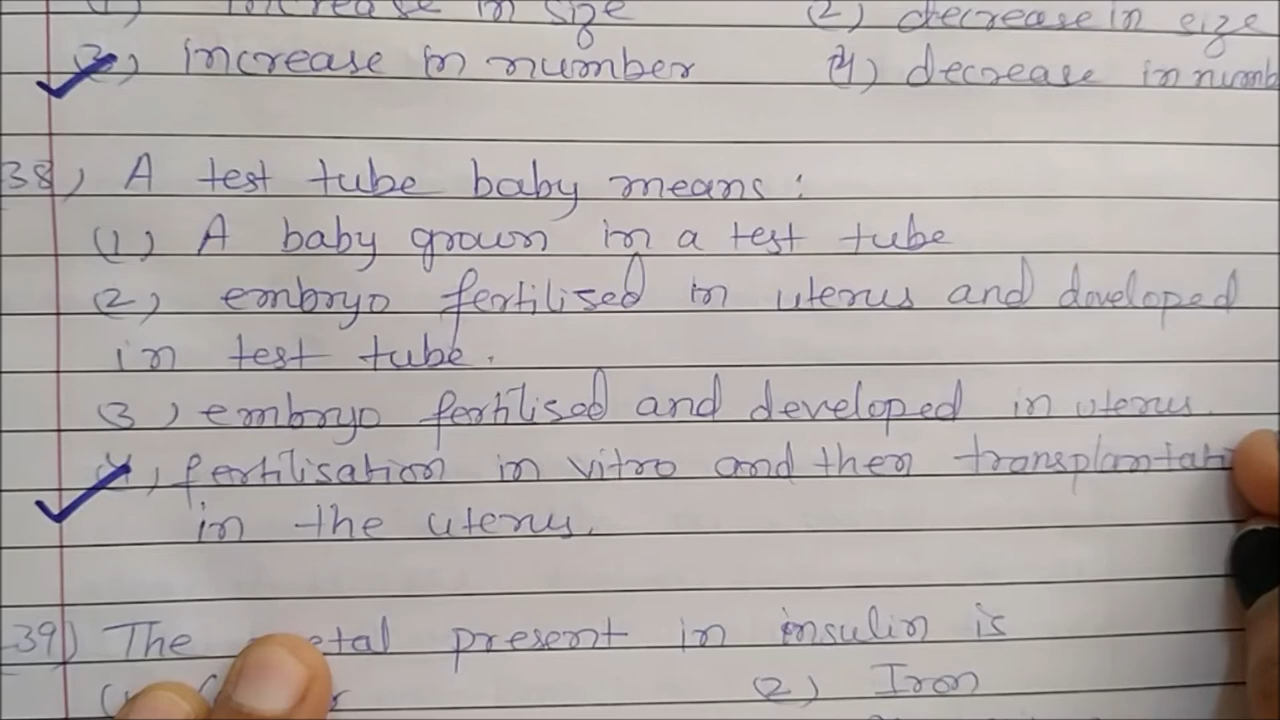 (1) increase in size (2) decrease in size
3) increase in number 4) decrease in numb
38) A test tube baby means:
(1) A baby grown in a test tube
(2) embryo fertilised in uterus and doveloped
in test tube.
(3) embryo fertilised and developed in uterus.
4) fertilisation in vitro and then transplantati
in the uterus.
39) The etal present in insulin is
(2) Iron